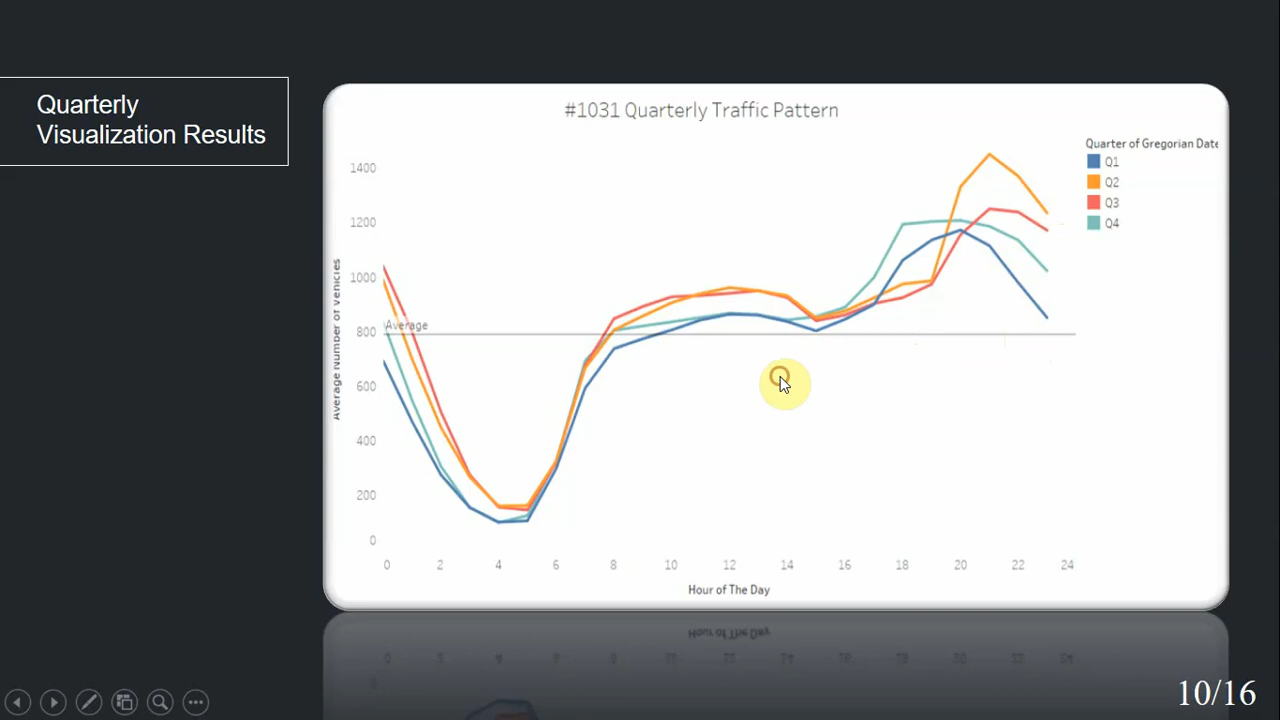 Quarterly
Visualization Results
#1031 Quarterly Traffic Pattern
Quarter of Gregorian Date
Q1
Q2
Q3
Q4
Average Number of Vehicles
1400
1200
1000
800
600
400
200
0
Average
0 2 4 6 8 10 12 14 16 18 20 22 24
Hour of The Day
10/16